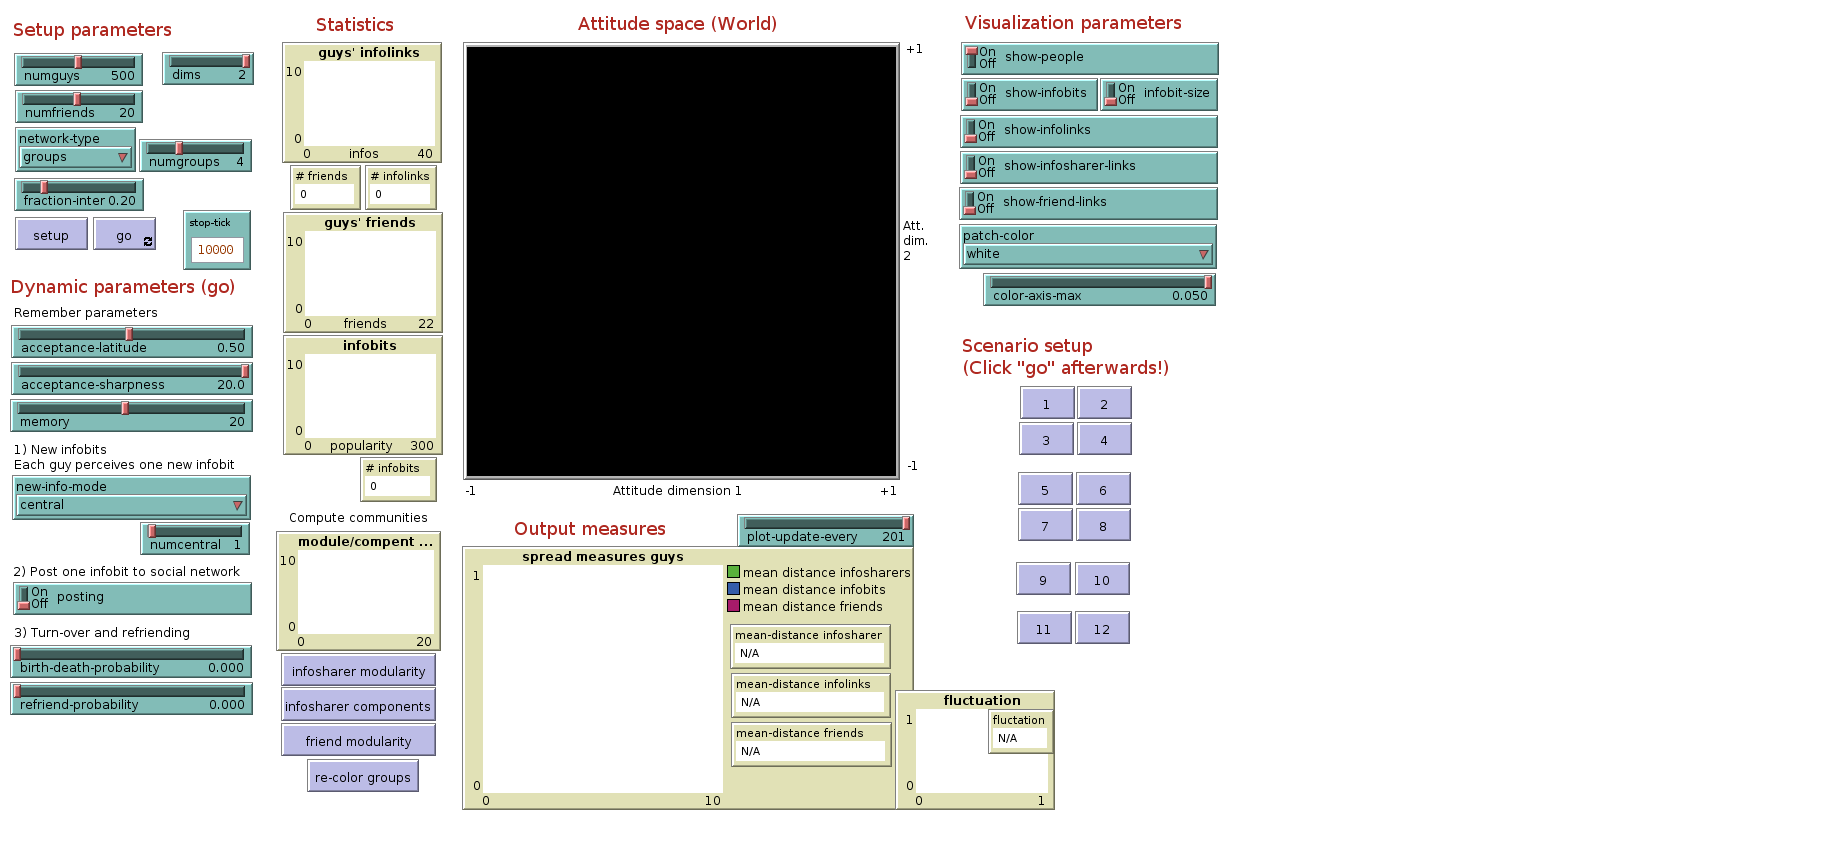 Setup parameters
numguys 500
dims 2
numfriends 20
network-type
groups
numgroups 4
fraction-inter 0.20
setup
go
stop-tick
10000
Dynamic parameters (go)
Remember parameters
acceptance-latitude 0.50
acceptance-sharpness 20.0
memory 20
1) New infobits
Each guy perceives one new infobit
new-info-mode
central
numcentral 1
2) Post one infobit to social network
On
Off
posting
3) Turn-over and refriending
birth-death-probability 0.000
refriend-probability 0.000
Statistics
guys' infolinks
10
0
0 infos 40
# friends
0
# infolinks
0
guys' friends
10
0
0 friends 22
infobits
10
0
0 popularity 300
# infobits
0
Compute communities
module/compent ...
10
0
0 20
infosharer modularity
infosharer components
friend modularity
re-color groups
Attitude space (World)
+1
Att.
dim.
2
-1
-1 Attitude dimension 1 +1
Output measures
plot-update-every 201
spread measures guys
1
0
0 10
mean distance infosharers
mean distance infobits
mean distance friends
mean-distance infosharer
N/A
mean-distance infolinks
N/A
mean-distance friends
N/A
fluctuation
1
0
0 1
fluctation
N/A
Visualization parameters
On
Off
show-people
On
Off
show-infobits
On
Off
infobit-size
On
Off
show-infolinks
On
Off
show-infosharer-links
On
Off
show-friend-links
patch-color
white
color-axis-max 0.050
Scenario setup
(Click "go" afterwards!)
1 2
3 4
5 6
7 8
9 10
11 12